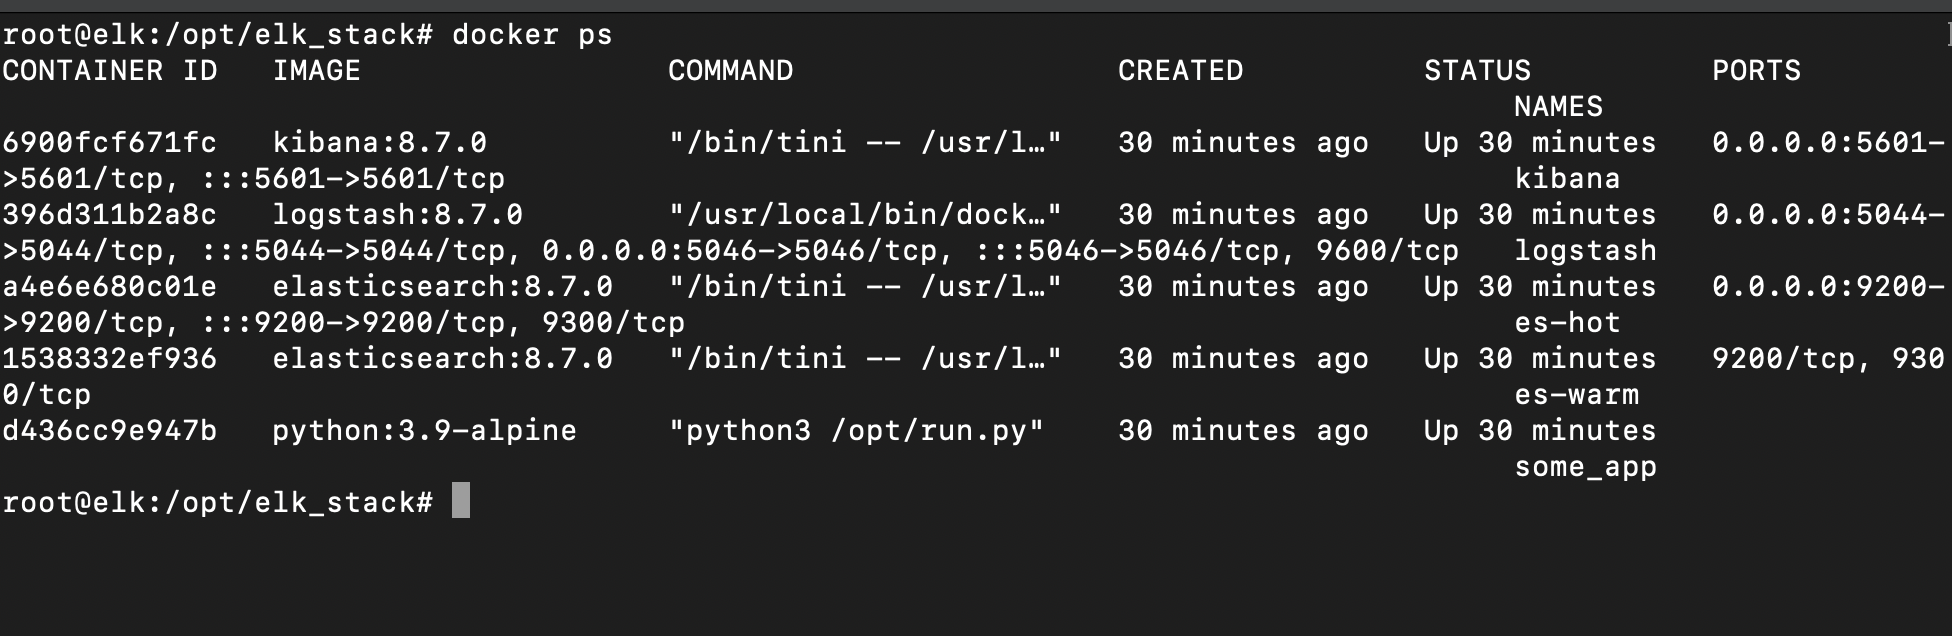 root@elk:/opt/elk_stack# docker ps
CONTAINER ID   IMAGE                 COMMAND                  CREATED          STATUS          PORTS
                                                                                    NAMES
6900fcf671fc   kibana:8.7.0          "/bin/tini -- /usr/l…"   30 minutes ago   Up 30 minutes   0.0.0.0:5601-
>5601/tcp, :::5601->5601/tcp                                                        kibana
396d311b2a8c   logstash:8.7.0        "/usr/local/bin/dock…"   30 minutes ago   Up 30 minutes   0.0.0.0:5044-
>5044/tcp, :::5044->5044/tcp, 0.0.0.0:5046->5046/tcp, :::5046->5046/tcp, 9600/tcp   logstash
a4e6e680c01e   elasticsearch:8.7.0   "/bin/tini -- /usr/l…"   30 minutes ago   Up 30 minutes   0.0.0.0:9200-
>9200/tcp, :::9200->9200/tcp, 9300/tcp                                              es-hot
1538332ef936   elasticsearch:8.7.0   "/bin/tini -- /usr/l…"   30 minutes ago   Up 30 minutes   9200/tcp, 930
0/tcp                                                                               es-warm
d436cc9e947b   python:3.9-alpine     "python3 /opt/run.py"    30 minutes ago   Up 30 minutes
                                                                                    some_app
root@elk:/opt/elk_stack#